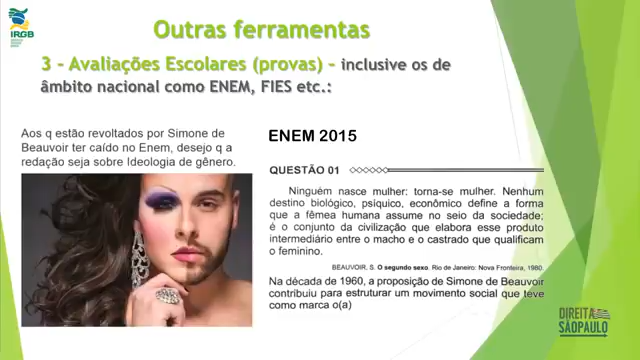 IRGB
Outras ferramentas
3 - Avaliações Escolares (provas) - inclusive os de
âmbito nacional como ENEM, FIES etc.:
Aos q estão revoltados por Simone de
Beauvoir ter caído no Enem, desejo q a
redação seja sobre Ideologia de gênero.
ENEM 2015
QUESTÃO 01
Ninguém nasce mulher: torna-se mulher. Nenhum
destino biológico, psíquico, econômico define a forma
que a fêmea humana assume no seio da sociedade;
é o conjunto da civilização que elabora esse produto
intermediário entre o macho e o castrado que qualificam
o feminino.
BEAUVOIR, S. O segundo sexo. Rio de Janeiro: Nova Fronteira, 1980.
Na década de 1960, a proposição de Simone de Beauvoir
contribuiu para estruturar um movimento social que teve
como marca o(a)
DIREITA
SÃOPAULO